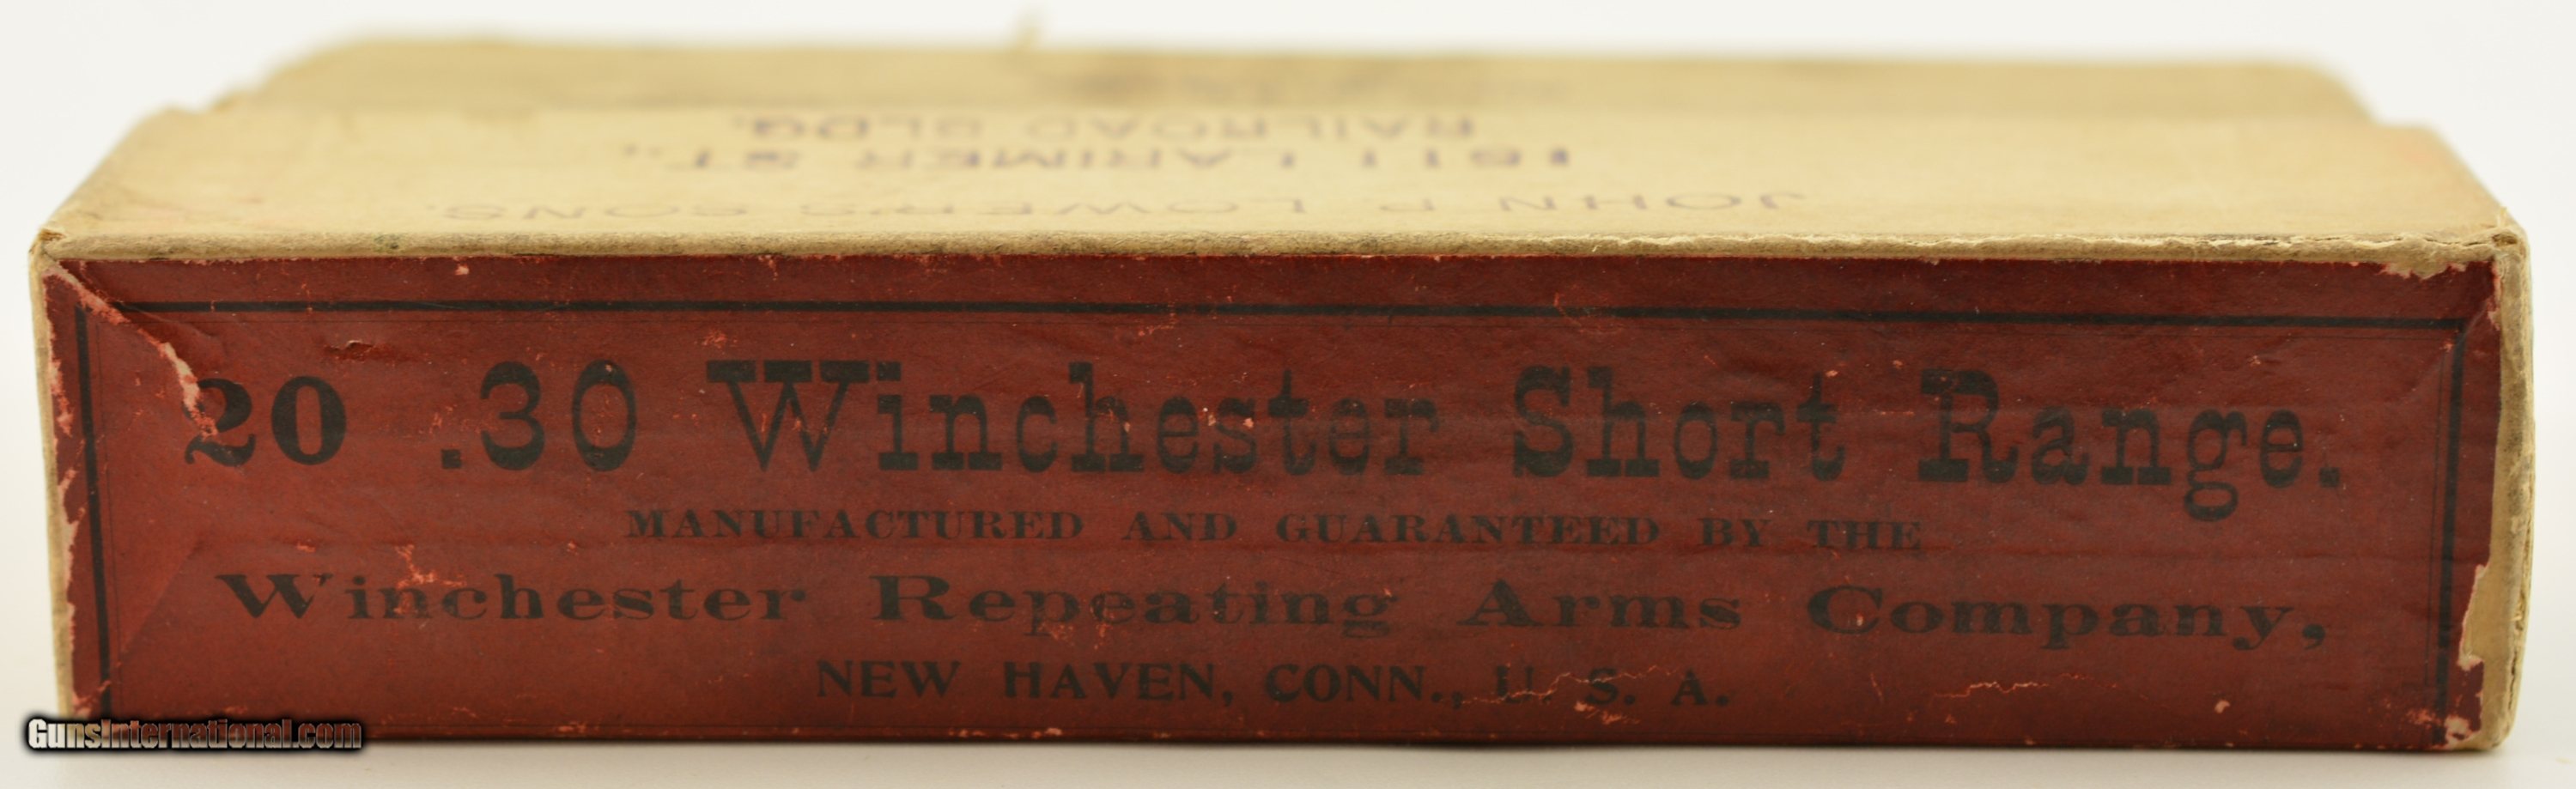 RAILROAD BLDG.
1511 LARIMER ST.,
JOHN P. LOWER'S SONS.
20 .30 Winchester Short Range.
MANUFACTURED AND GUARANTEED BY THE
Winchester Repeating Arms Company,
NEW HAVEN, CONN., U. S. A.
GunsInternational.com